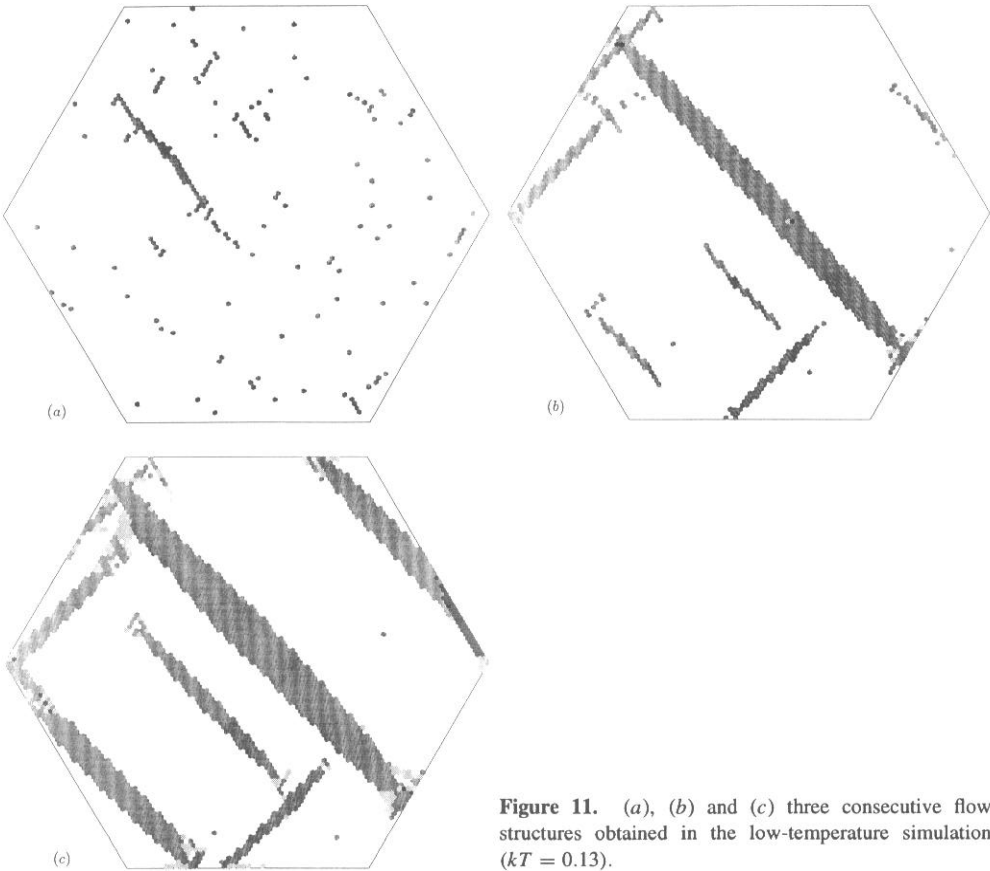 (a)
(b)
(c)
Figure 11. (a), (b) and (c) three consecutive flow
structures obtained in the low-temperature simulation
(kT = 0.13).